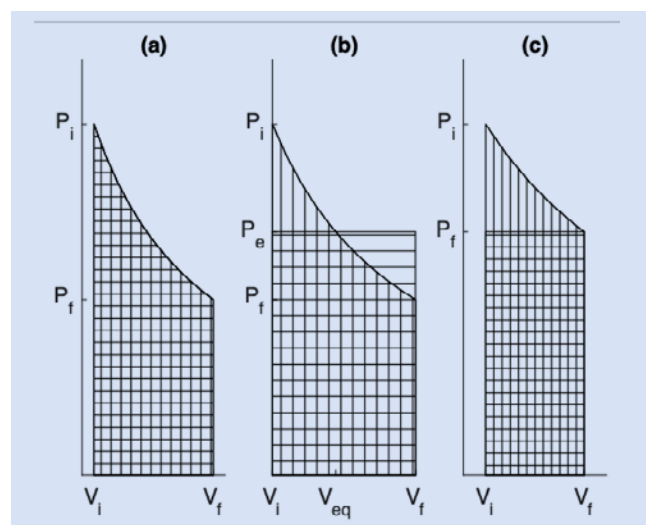 (a) (b) (c)
P_i P_i P_i
P_e P_f
P_f P_f
V_i V_f V_i V_eq V_f V_i V_f